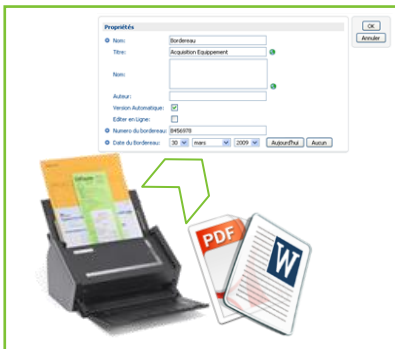 Propriétés
OK
Annuler
Nom: Bordereau
Titre: Acquisition Equippement
Nom:
Auteur:
Version Automatique:
Editer en Ligne:
Numero du bordereau: B456978
Date du Bordereau: 30 mars 2009 Aujourd'hui Aucun
PDF
W